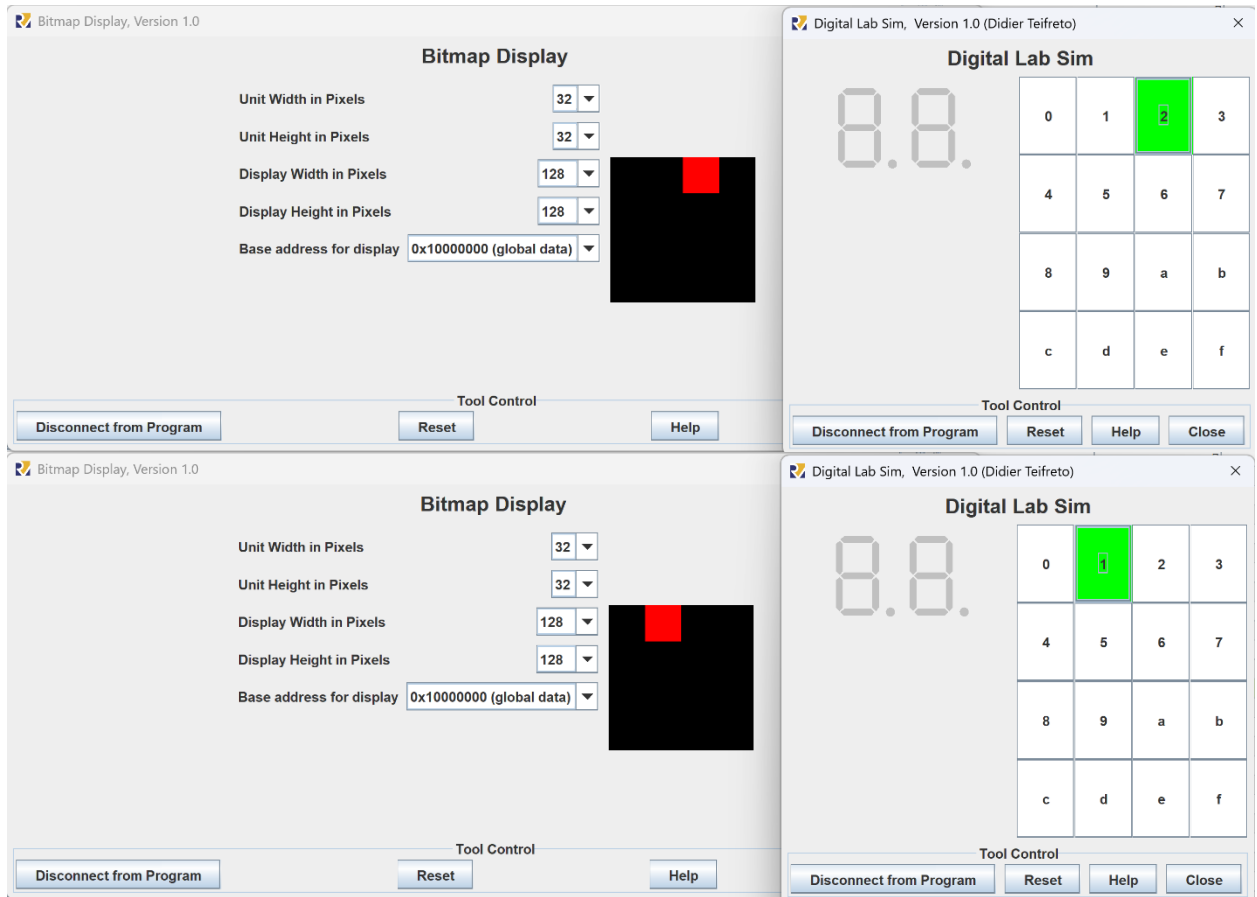 Bitmap Display, Version 1.0
Bitmap Display
Unit Width in Pixels 32
Unit Height in Pixels 32
Display Width in Pixels 128
Display Height in Pixels 128
Base address for display 0x10000000 (global data)
Tool Control
Disconnect from Program Reset Help
Digital Lab Sim, Version 1.0 (Didier Teifreto)
Digital Lab Sim
8.8.
0 1 2 3
4 5 6 7
8 9 a b
c d e f
Tool Control
Disconnect from Program Reset Help Close
Bitmap Display, Version 1.0
Bitmap Display
Unit Width in Pixels 32
Unit Height in Pixels 32
Display Width in Pixels 128
Display Height in Pixels 128
Base address for display 0x10000000 (global data)
Tool Control
Disconnect from Program Reset Help
Digital Lab Sim, Version 1.0 (Didier Teifreto)
Digital Lab Sim
8.8.
0 1 2 3
4 5 6 7
8 9 a b
c d e f
Tool Control
Disconnect from Program Reset Help Close